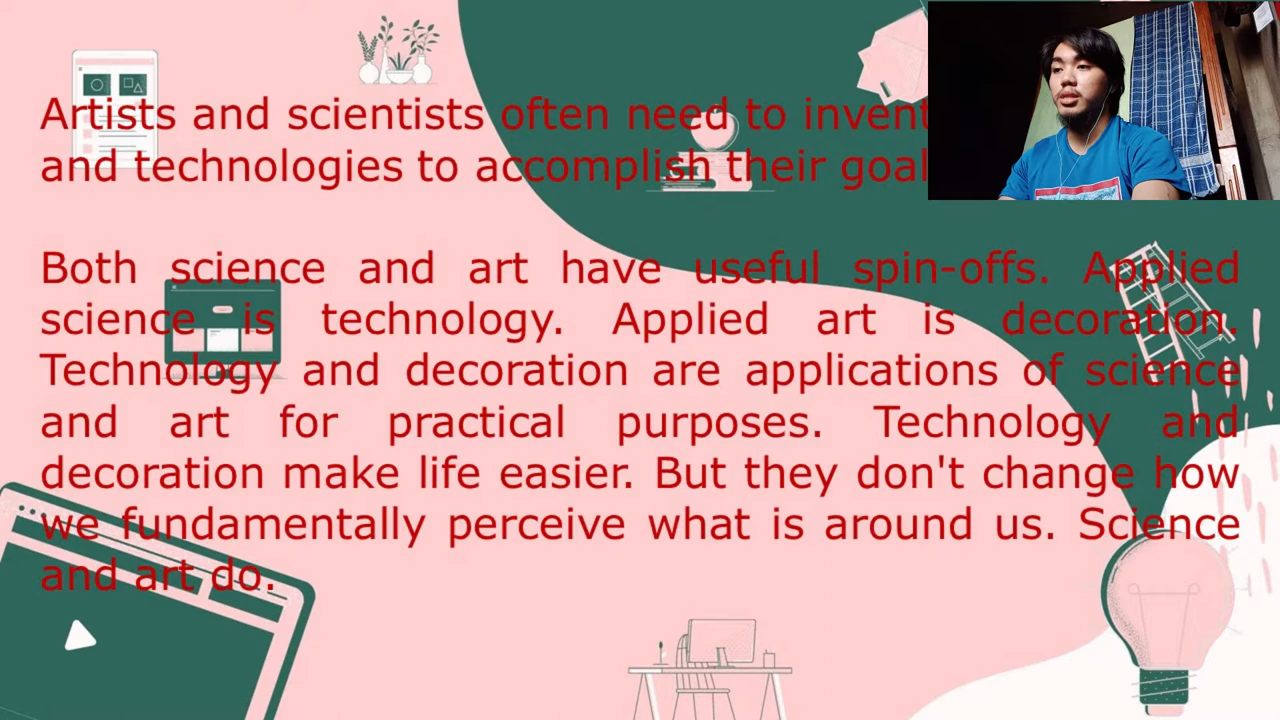 Artists and scientists often need to invent
and technologies to accomplish their goal
Both science and art have useful spin-offs. Applied
science is technology. Applied art is decoration.
Technology and decoration are applications of science
and art for practical purposes. Technology and
decoration make life easier. But they don't change how
we fundamentally perceive what is around us. Science
and art do.